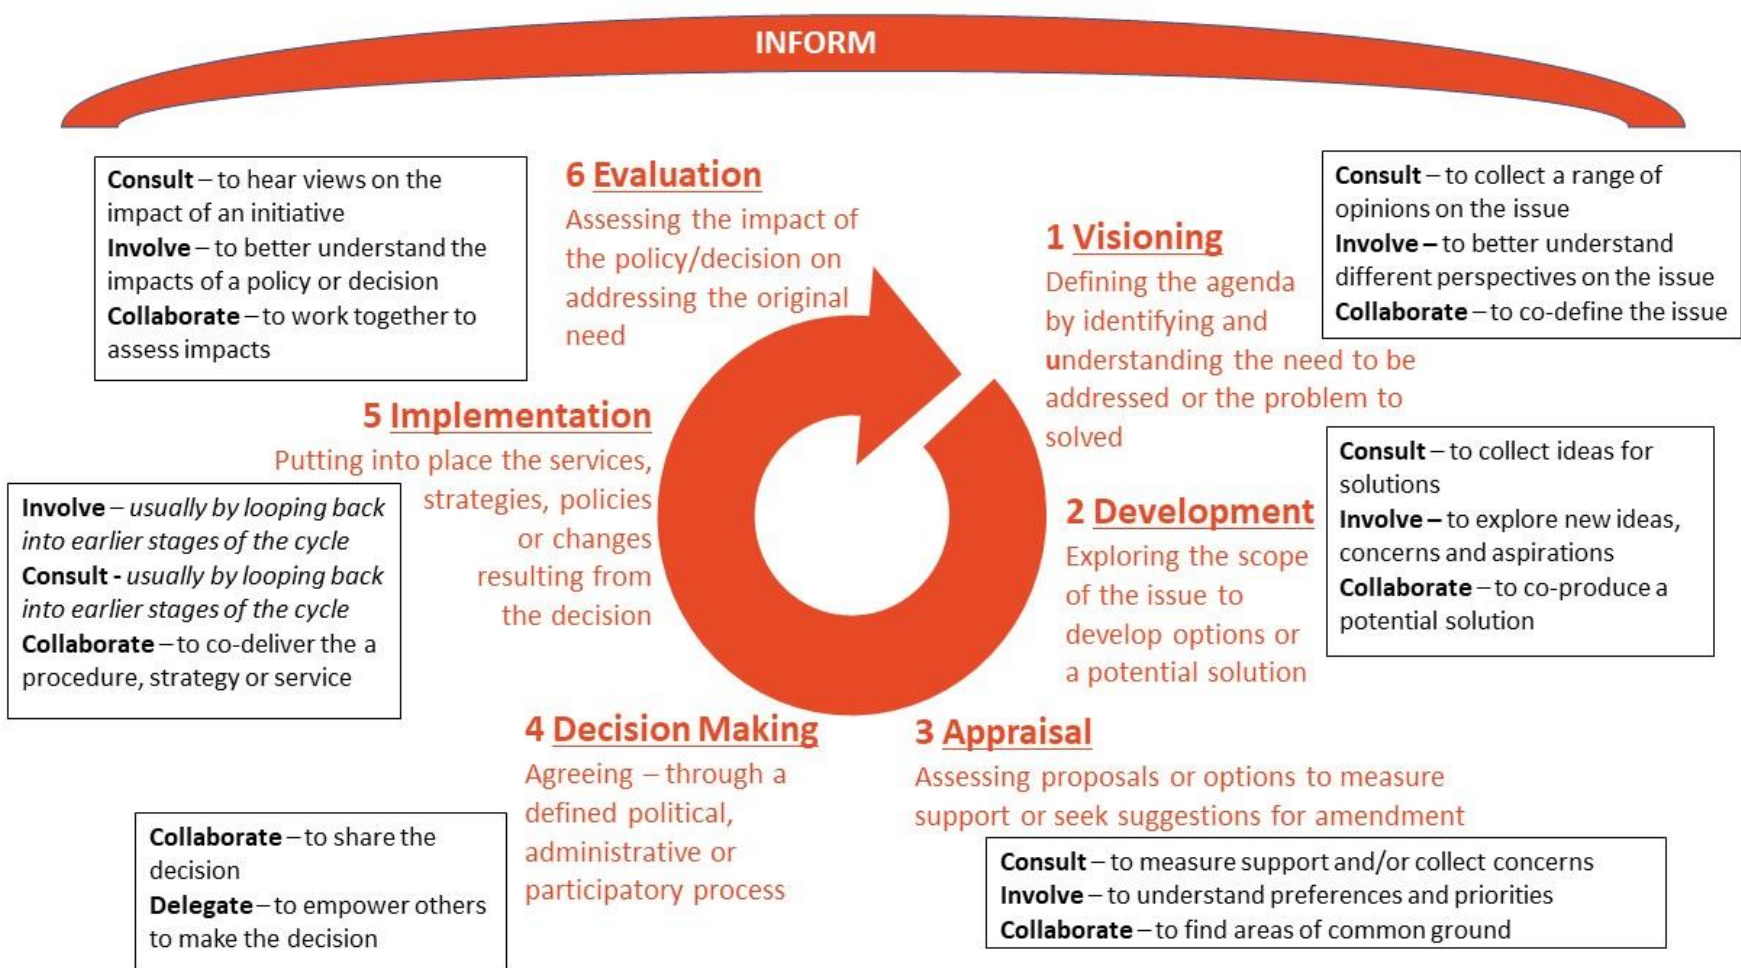 INFORM
6 Evaluation
Assessing the impact of
the policy/decision on
addressing the original
need
Consult – to hear views on the
impact of an initiative
Involve – to better understand the
impacts of a policy or decision
Collaborate – to work together to
assess impacts
1 Visioning
Defining the agenda
by identifying and
understanding the need to be
addressed or the problem to
solved
Consult – to collect a range of
opinions on the issue
Involve – to better understand
different perspectives on the issue
Collaborate – to co-define the issue
2 Development
Exploring the scope
of the issue to
develop options or
a potential solution
Consult – to collect ideas for
solutions
Involve – to explore new ideas,
concerns and aspirations
Collaborate – to co-produce a
potential solution
3 Appraisal
Assessing proposals or options to measure
support or seek suggestions for amendment
Consult – to measure support and/or collect concerns
Involve – to understand preferences and priorities
Collaborate – to find areas of common ground
4 Decision Making
Agreeing – through a
defined political,
administrative or
participatory process
Collaborate – to share the
decision
Delegate – to empower others
to make the decision
5 Implementation
Putting into place the services,
strategies, policies
or changes
resulting from
the decision
Involve – usually by looping back
into earlier stages of the cycle
Consult - usually by looping back
into earlier stages of the cycle
Collaborate – to co-deliver the a
procedure, strategy or service